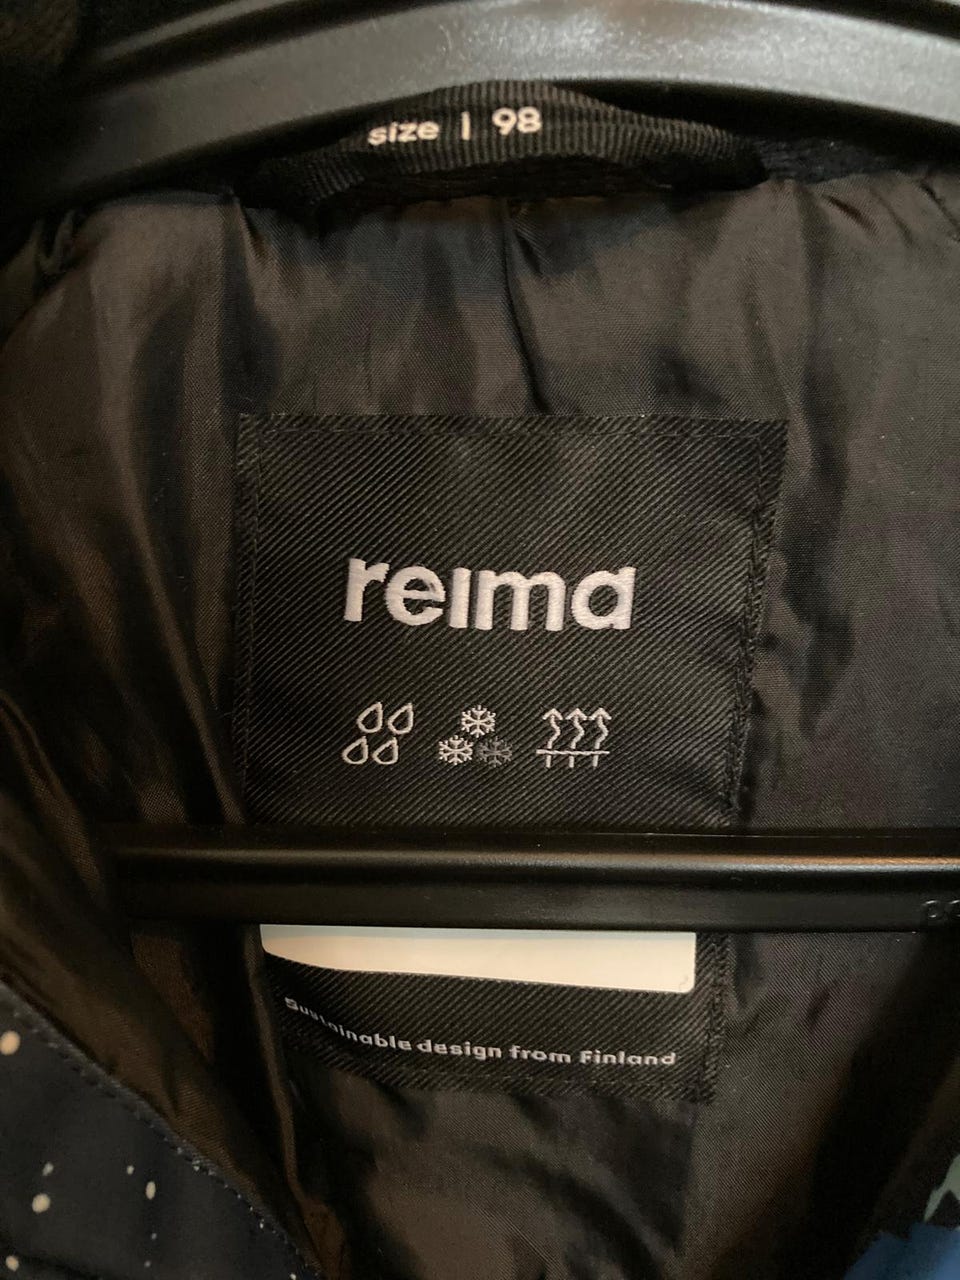 size | 98
reima
Sustainable design from Finland